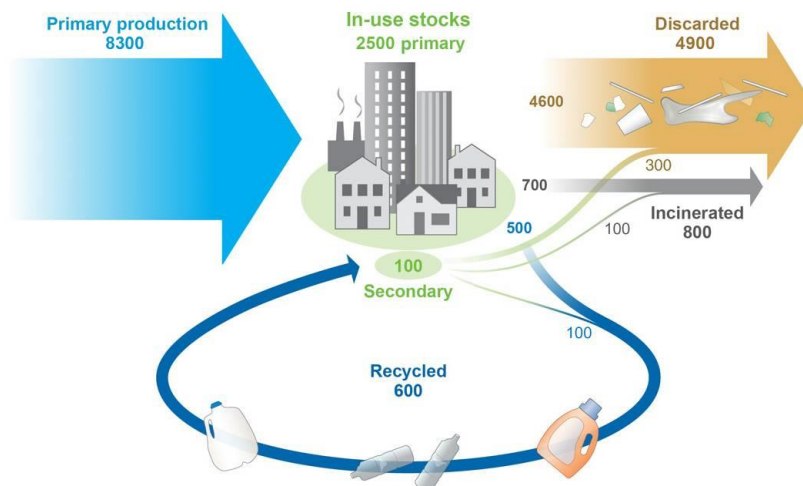 Primary production
8300
In-use stocks
2500 primary
Discarded
4900
4600
300
700
Incinerated
800
100
500
100
Secondary
100
Recycled
600